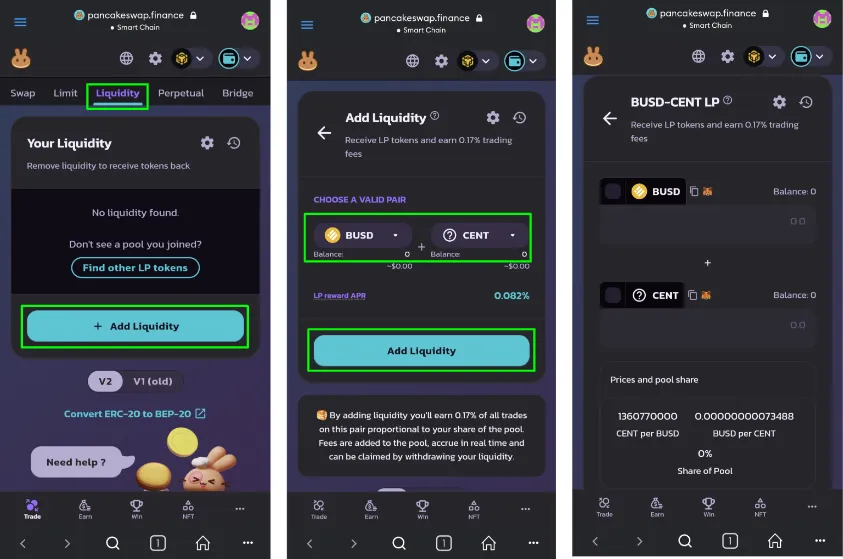 pancakeswap.finance
Smart Chain
Swap Limit Liquidity Perpetual Bridge
Your Liquidity
Remove liquidity to receive tokens back
No liquidity found.
Don't see a pool you joined?
Find other LP tokens
+ Add Liquidity
V2 V1 (old)
Convert ERC-20 to BEP-20
Need help ?
Trade Earn Win NFT
1
pancakeswap.finance
Smart Chain
Add Liquidity
Receive LP tokens and earn 0.17% trading
fees
CHOOSE A VALID PAIR
BUSD + CENT
Balance: 0 Balance: 0
~$0.00 ~$0.00
LP reward APR 0.082%
Add Liquidity
By adding liquidity you'll earn 0.17% of all trades
on this pair proportional to your share of the pool.
Fees are added to the pool, accrue in real time and
can be claimed by withdrawing your liquidity.
Trade Earn Win NFT
1
pancakeswap.finance
Smart Chain
BUSD-CENT LP
Receive LP tokens and earn 0.17% trading
fees
BUSD Balance: 0
0.0
+
CENT Balance: 0
0.0
Prices and pool share
1360770000 0.00000000073488
CENT per BUSD BUSD per CENT
0%
Share of Pool
Trade Earn Win NFT
1